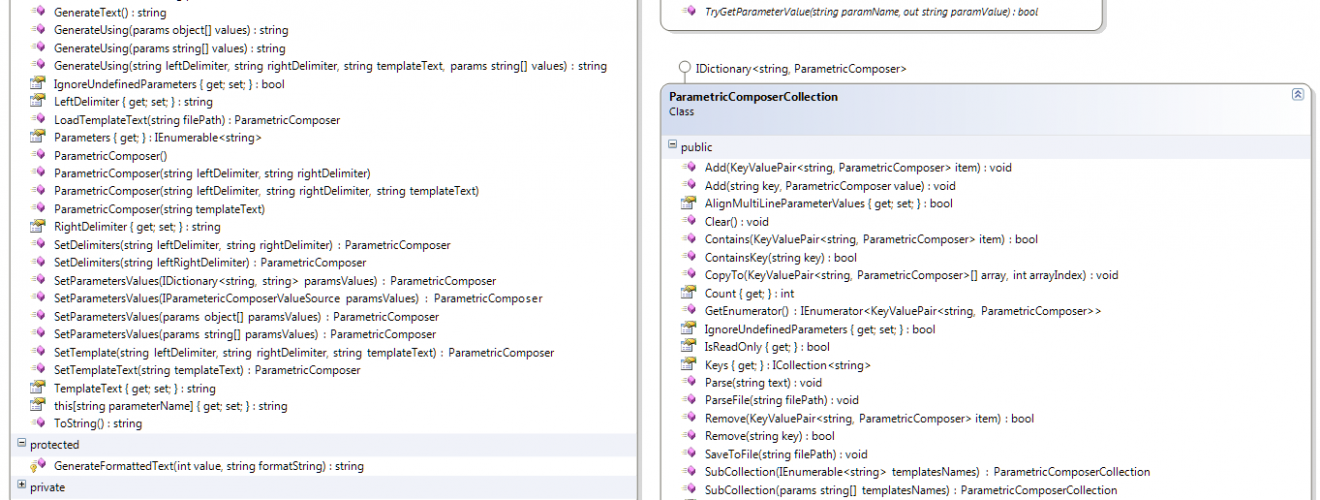 GenerateText() : string
GenerateUsing(params object[] values) : string
GenerateUsing(params string[] values) : string
GenerateUsing(string leftDelimiter, string rightDelimiter, string templateText, params string[] values) : string
IgnoreUndefinedParameters { get; set; } : bool
LeftDelimiter { get; set; } : string
LoadTemplateText(string filePath) : ParametricComposer
Parameters { get; } : IEnumerable<string>
ParametricComposer()
ParametricComposer(string leftDelimiter, string rightDelimiter)
ParametricComposer(string leftDelimiter, string rightDelimiter, string templateText)
ParametricComposer(string templateText)
RightDelimiter { get; set; } : string
SetDelimiters(string leftDelimiter, string rightDelimiter) : ParametricComposer
SetDelimiters(string leftRightDelimiter) : ParametricComposer
SetParametersValues(IDictionary<string, string> paramsValues) : ParametricComposer
SetParametersValues(IParametericComposerValueSource paramsValues) : ParametricComposer
SetParametersValues(params object[] paramsValues) : ParametricComposer
SetParametersValues(params string[] paramsValues) : ParametricComposer
SetTemplate(string leftDelimiter, string rightDelimiter, string templateText) : ParametricComposer
SetTemplateText(string templateText) : ParametricComposer
TemplateText { get; set; } : string
this[string parameterName] { get; set; } : string
ToString() : string
protected
GenerateFormattedText(int value, string formatString) : string
private
TryGetParameterValue(string paramName, out string paramValue) : bool
IDictionary<string, ParametricComposer>
ParametricComposerCollection
Class
public
Add(KeyValuePair<string, ParametricComposer> item) : void
Add(string key, ParametricComposer value) : void
AlignMultiLineParameterValues { get; set; } : bool
Clear() : void
Contains(KeyValuePair<string, ParametricComposer> item) : bool
ContainsKey(string key) : bool
CopyTo(KeyValuePair<string, ParametricComposer>[] array, int arrayIndex) : void
Count { get; } : int
GetEnumerator() : IEnumerator<KeyValuePair<string, ParametricComposer>>
IgnoreUndefinedParameters { get; set; } : bool
IsReadOnly { get; } : bool
Keys { get; } : ICollection<string>
Parse(string text) : void
ParseFile(string filePath) : void
Remove(KeyValuePair<string, ParametricComposer> item) : bool
Remove(string key) : bool
SaveToFile(string filePath) : void
SubCollection(IEnumerable<string> templatesNames) : ParametricComposerCollection
SubCollection(params string[] templatesNames) : ParametricComposerCollection